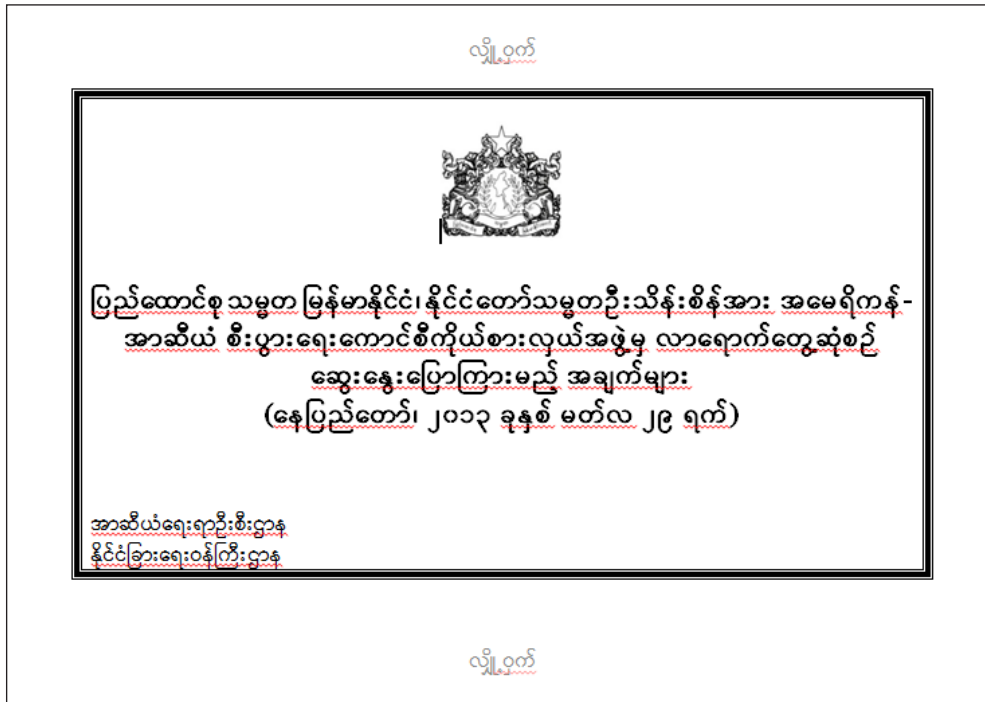 လျှို့ဝှက်
ပြည်ထောင်စု သမ္မတ မြန်မာနိုင်ငံ၊ နိုင်ငံတော်သမ္မတဦးသိန်းစိန်အား အမေရိကန်-
အာဆီယံ စီးပွားရေးကောင်စီကိုယ်စားလှယ်အဖွဲ့မှ လာရောက်တွေ့ဆုံစဉ်
ဆွေးနွေးပြောကြားမည့် အချက်များ
(နေပြည်တော်၊ ၂၀၁၃ ခုနှစ် မတ်လ ၂၉ ရက်)
အာဆီယံရေးရာဦးစီးဌာန
နိုင်ငံခြားရေးဝန်ကြီးဌာန
လျှို့ဝှက်